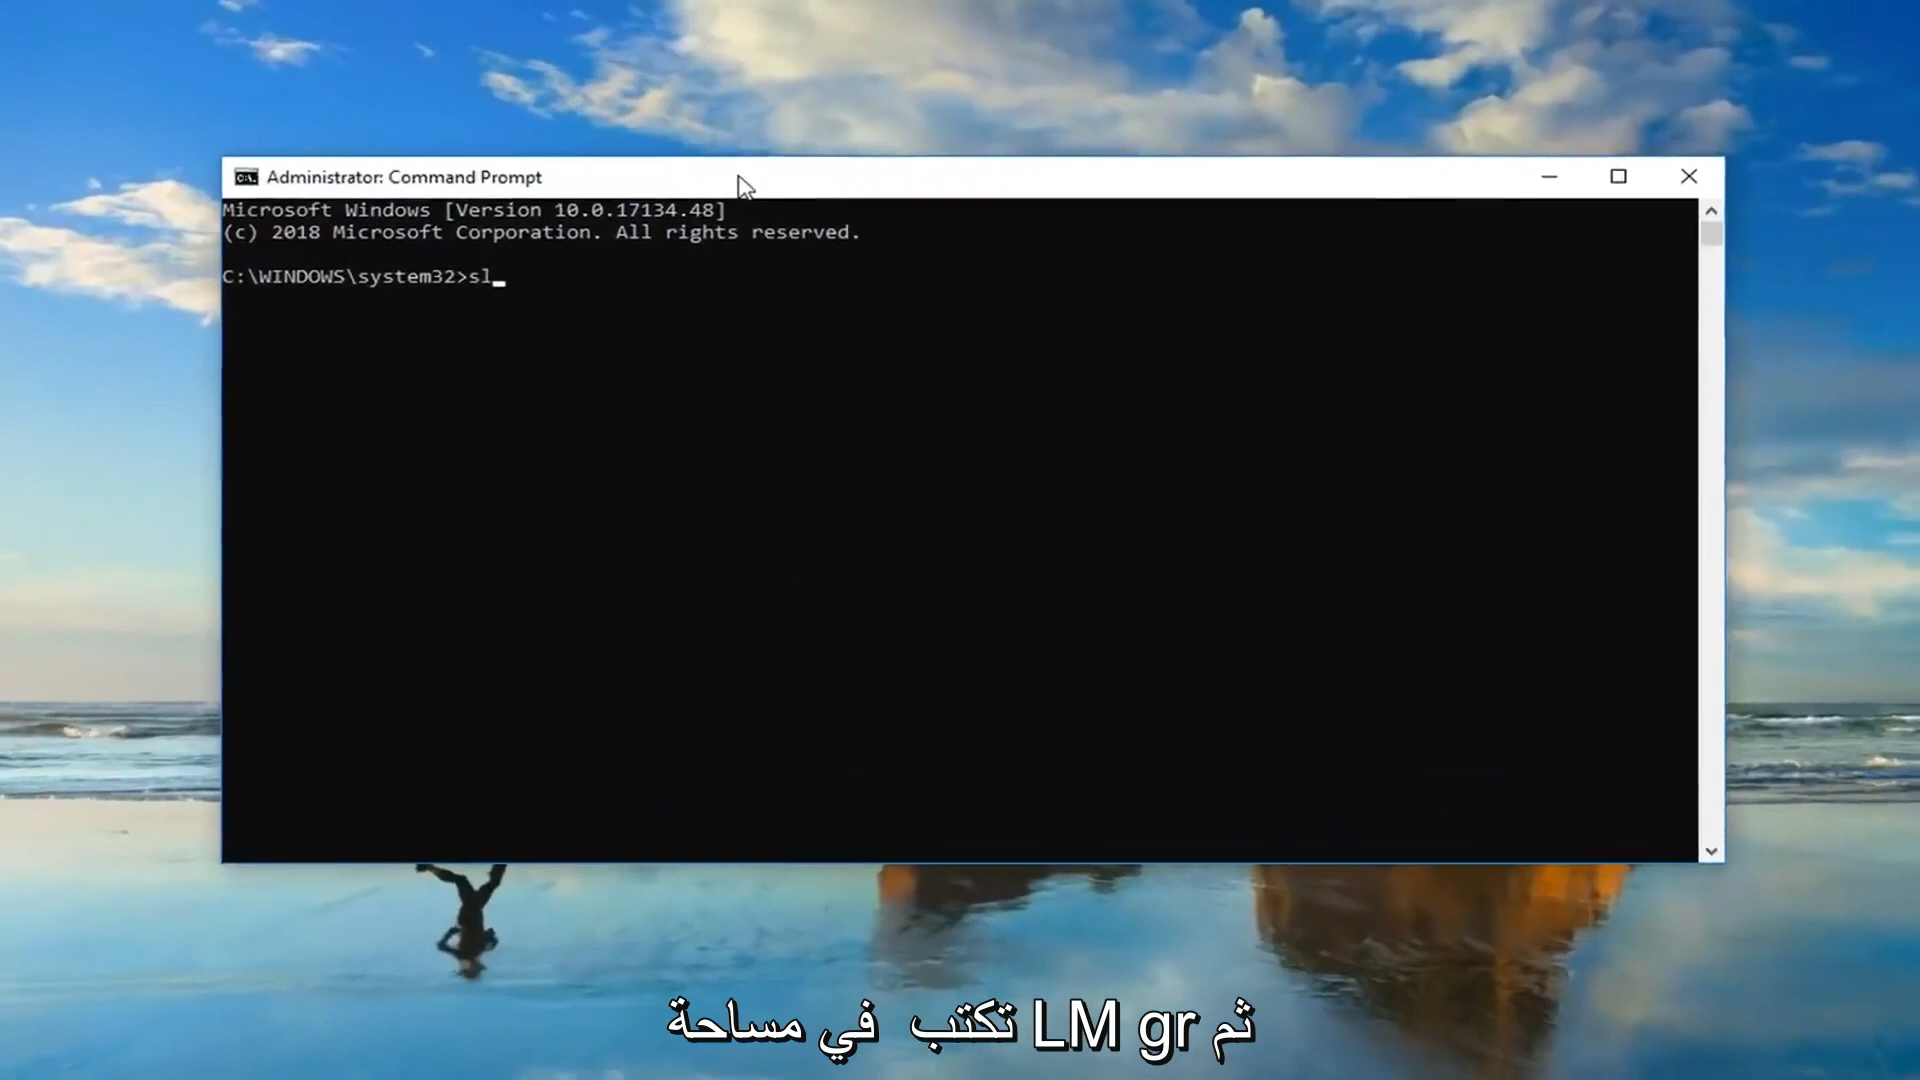 Administrator: Command Prompt
Microsoft Windows [Version 10.0.17134.48]
(c) 2018 Microsoft Corporation. All rights reserved.
C:\WINDOWS\system32>sl_
ثم LM gr تكتب في مساحة